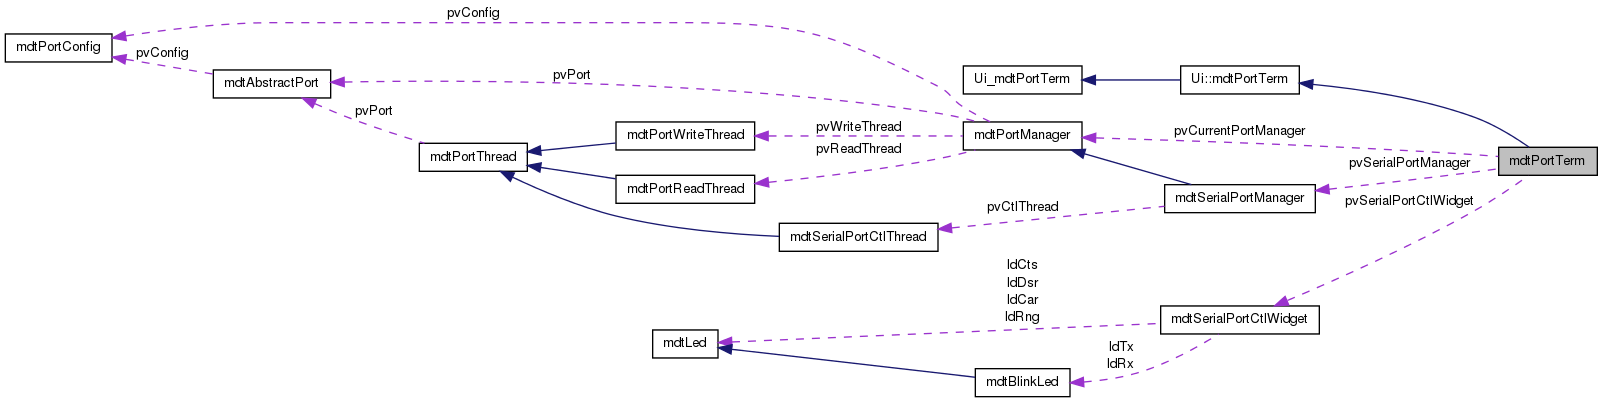 pvConfig
mdtPortConfig
pvConfig
mdtAbstractPort
pvPort
Ui_mdtPortTerm
Ui::mdtPortTerm
pvPort
mdtPortWriteThread
pvWriteThread
mdtPortManager
pvCurrentPortManager
mdtPortThread
pvReadThread
mdtPortReadThread
pvSerialPortManager
mdtPortTerm
mdtSerialPortManager
pvSerialPortCtlWidget
pvCtlThread
mdtSerialPortCtlThread
ldCts
ldDsr
ldCar
ldRng
mdtSerialPortCtlWidget
mdtLed
ldTx
ldRx
mdtBlinkLed